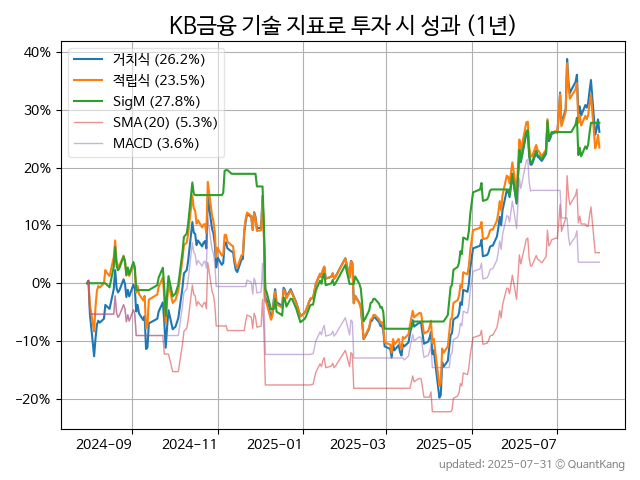 KB금융 기술 지표로 투자 시 성과 (1년)
거치식 (26.2%)
적립식 (23.5%)
SigM (27.8%)
SMA(20) (5.3%)
MACD (3.6%)
40%
30%
20%
10%
0%
−10%
−20%
2024-09 2024-11 2025-01 2025-03 2025-05 2025-07
updated: 2025-07-31 © QuantKang